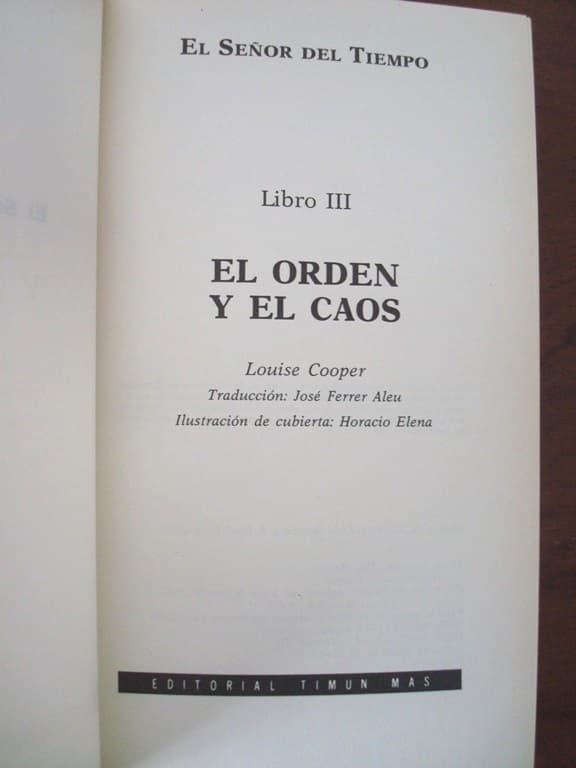 EL SEÑOR DEL TIEMPO
Libro III
EL ORDEN
Y EL CAOS
Louise Cooper
Traducción: José Ferrer Aleu
Ilustración de cubierta: Horacio Elena
EDITORIAL TIMUN MAS